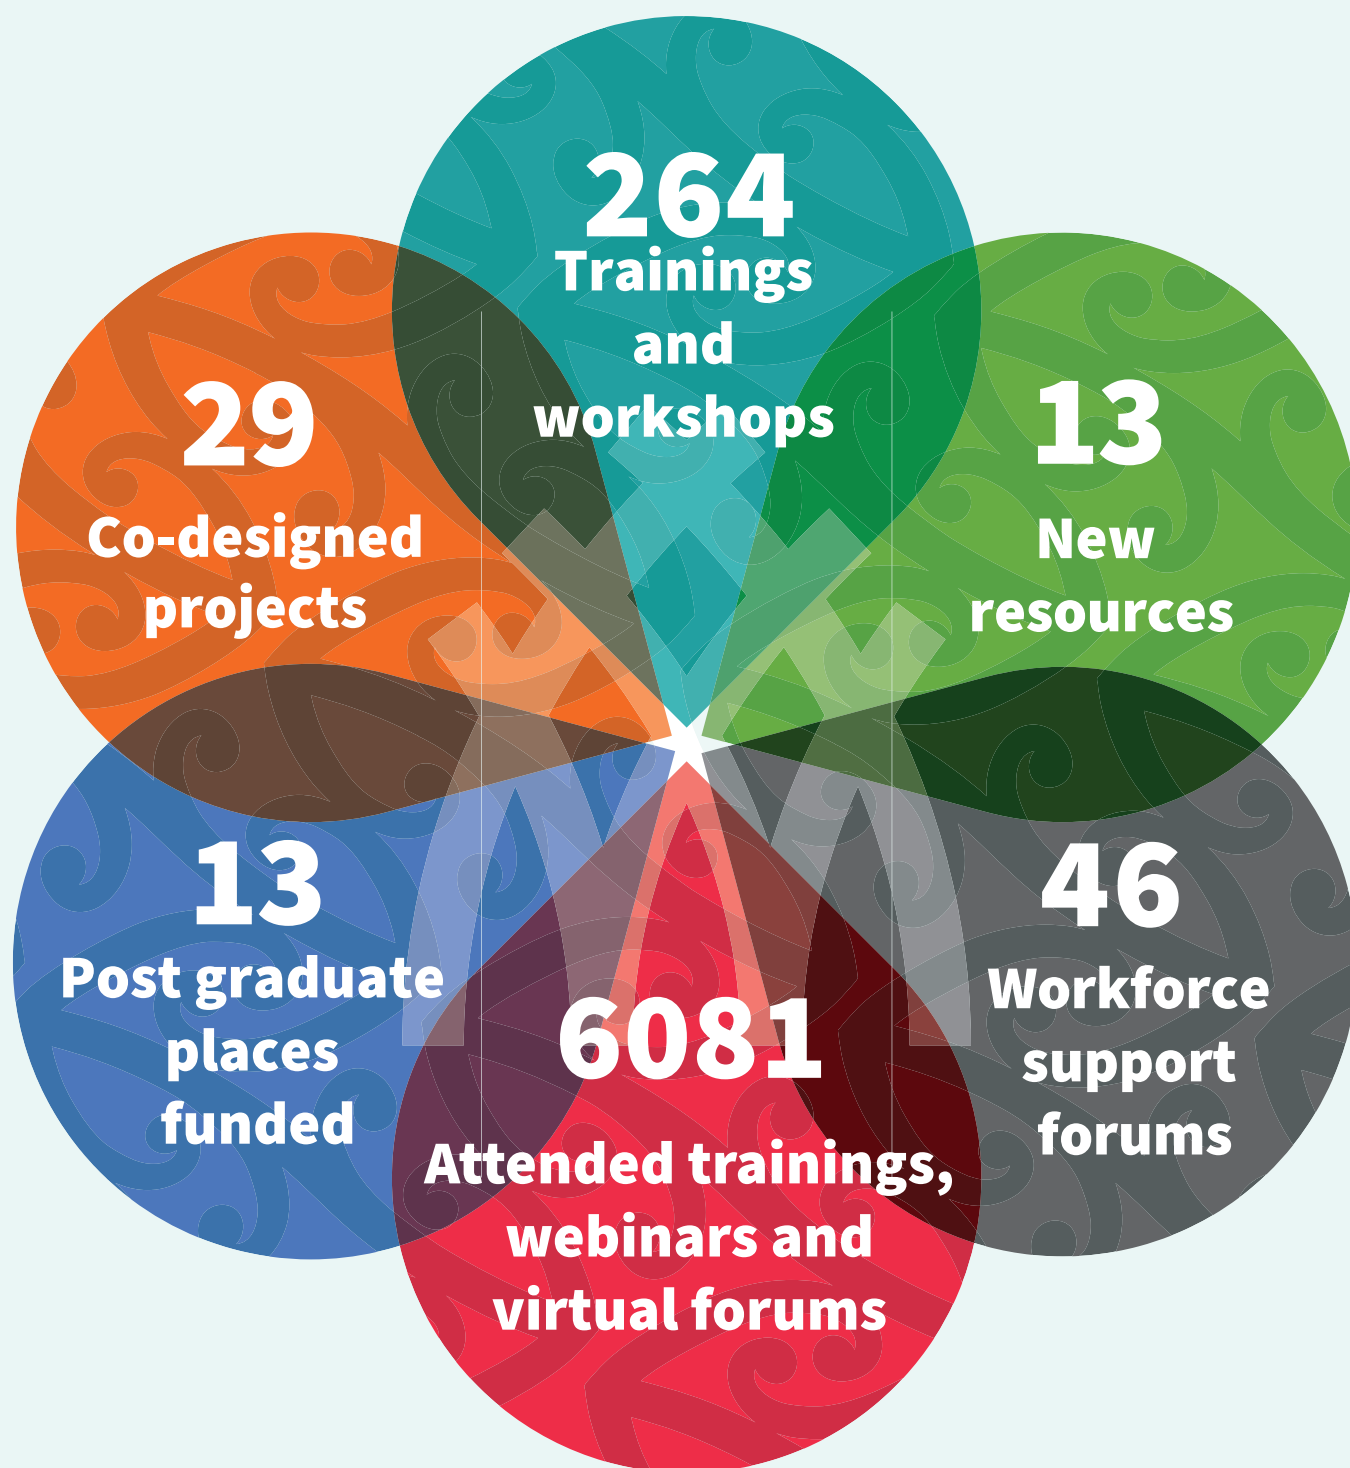 264
Trainings
and
workshops
29
Co-designed
projects
13
New
resources
13
Post graduate
places
funded
46
Workforce
support
forums
6081
Attended trainings,
webinars and
virtual forums